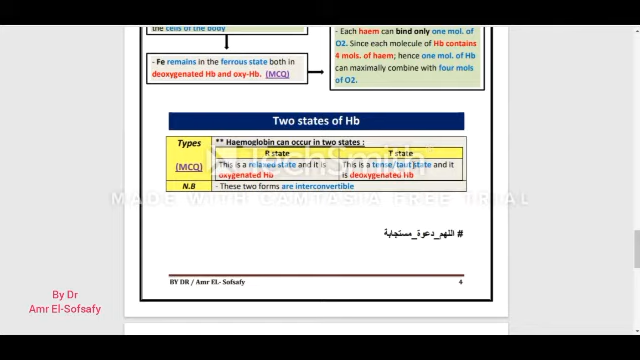 the cells of the body
- Fe remains in the ferrous state both in
deoxygenated Hb and oxy-Hb. (MCQ)
- Each haem can bind only one mol. of
O2. Since each molecule of Hb contains
4 mols. of haem; hence one mol. of Hb
can maximally combine with four mols
of O2.
Two states of Hb
Types
(MCQ)
** Haemoglobin can occur in two states :
R state
T state
- This is a relaxed state and it is
oxygenated Hb
- This is a tense/taut state and it
is deoxygenated Hb
N.B
- These two forms are interconvertible
TechSmith
MADE WITH CAMTASIA FREE TRIAL
# اللهم_دعوة_مستجابة
By Dr
Amr El-Sofsafy
BY DR / Amr EL- Sofsafy
4